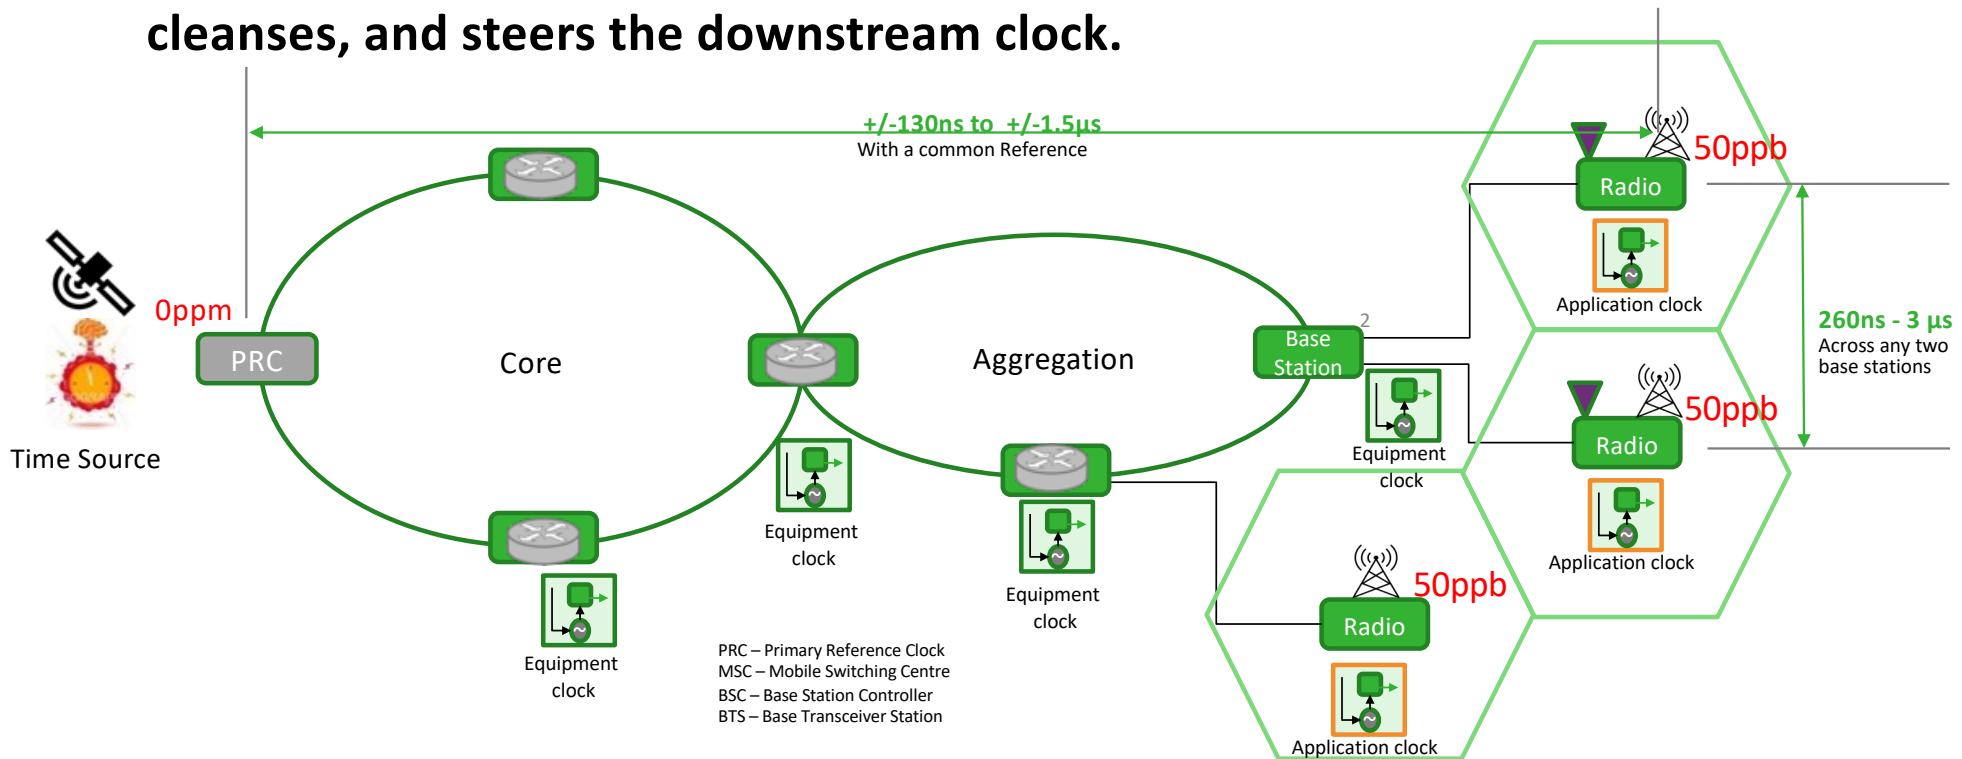 cleanses, and steers the downstream clock.
+/-130ns to  +/-1.5µs
With a common Reference
50ppb
Radio
Application clock
0ppm
PRC
Time Source
Core
Aggregation
Base
Station
2
260ns - 3 µs
Across any two
base stations
50ppb
Radio
Application clock
Equipment
clock
Equipment
clock
Equipment
clock
Equipment
clock
50ppb
Radio
Application clock
PRC – Primary Reference Clock
MSC – Mobile Switching Centre
BSC – Base Station Controller
BTS – Base Transceiver Station